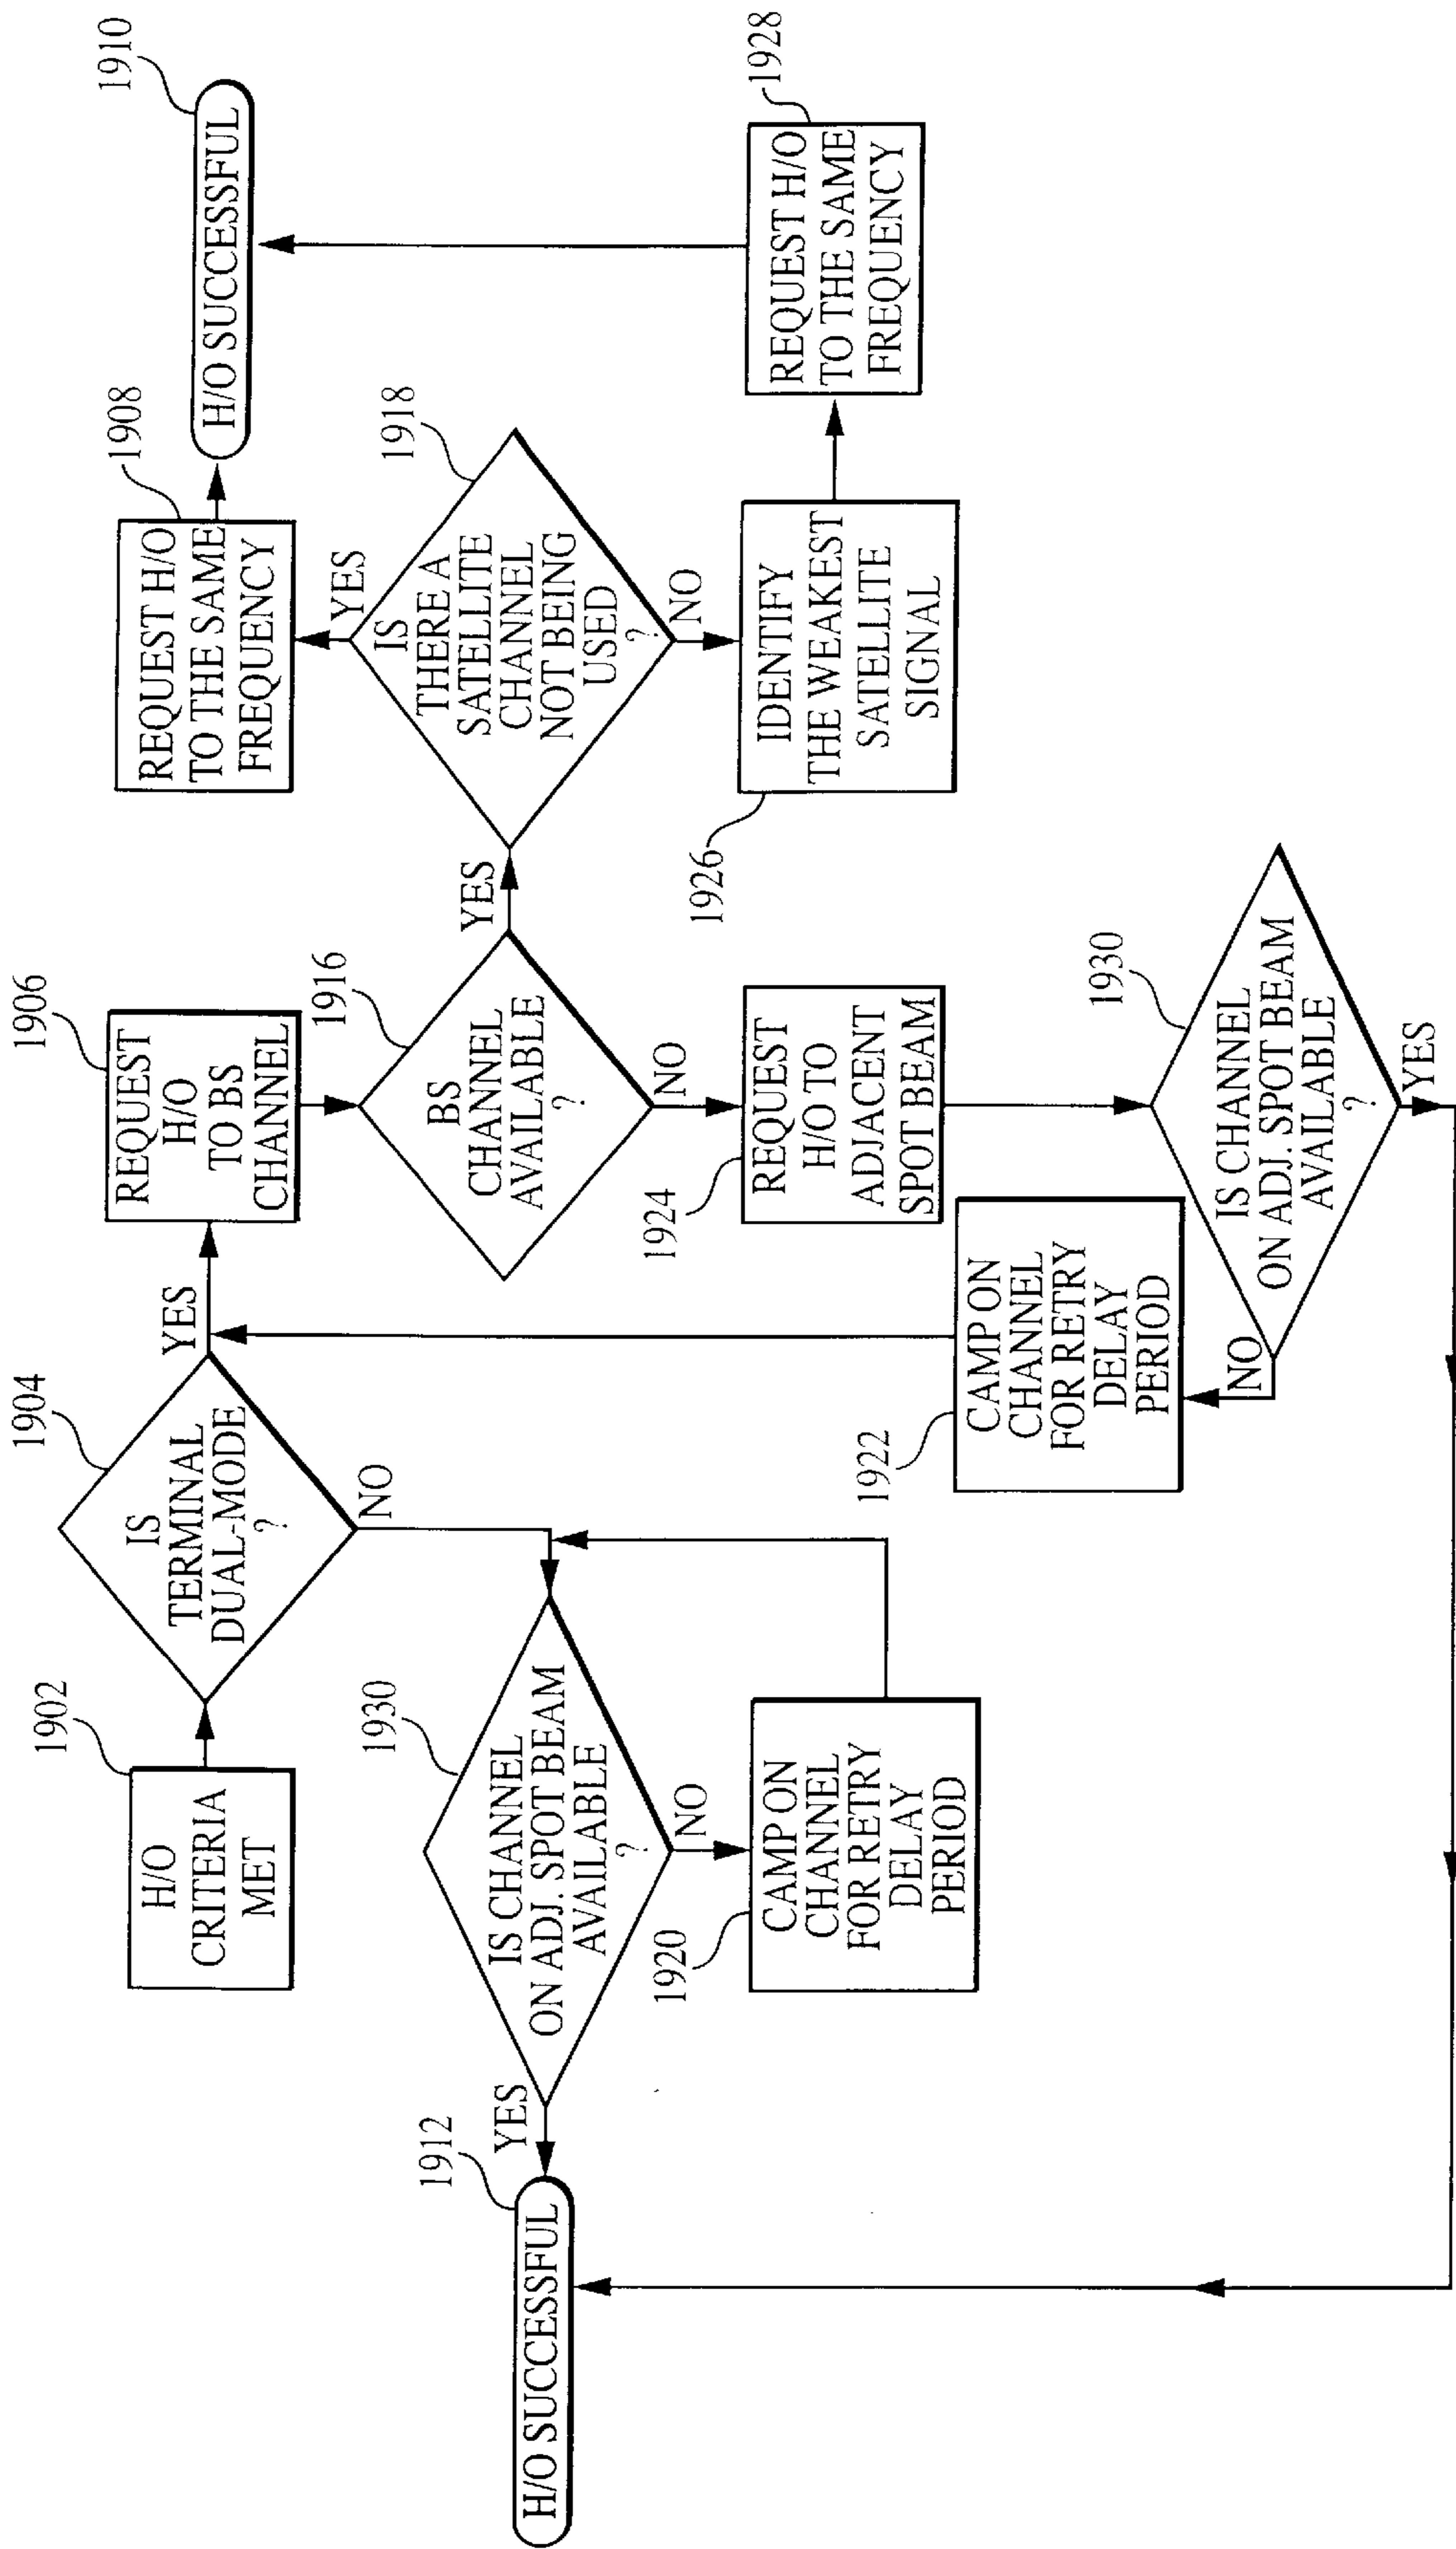 1902
H/O
CRITERIA
MET
1904
IS
TERMINAL
DUAL-MODE
?
YES
NO
1906
REQUEST
H/O
TO BS
CHANNEL
1916
BS
CHANNEL
AVAILABLE
?
YES
NO
1908
REQUEST H/O
TO THE SAME
FREQUENCY
1910
H/O SUCCESSFUL
1918
YES
IS
THERE A
SATELLITE
CHANNEL
NOT BEING
USED
?
NO
1926
IDENTIFY
THE WEAKEST
SATELLITE
SIGNAL
1928
REQUEST H/O
TO THE SAME
FREQUENCY
1924
REQUEST
H/O TO
ADJACENT
SPOT BEAM
1930
IS CHANNEL
ON ADJ. SPOT BEAM
AVAILABLE
?
NO
YES
1922
CAMP ON
CHANNEL
FOR RETRY
DELAY
PERIOD
1930
IS CHANNEL
ON ADJ. SPOT BEAM
AVAILABLE
?
YES
NO
1912
H/O SUCCESSFUL
1920
CAMP ON
CHANNEL
FOR RETRY
DELAY
PERIOD